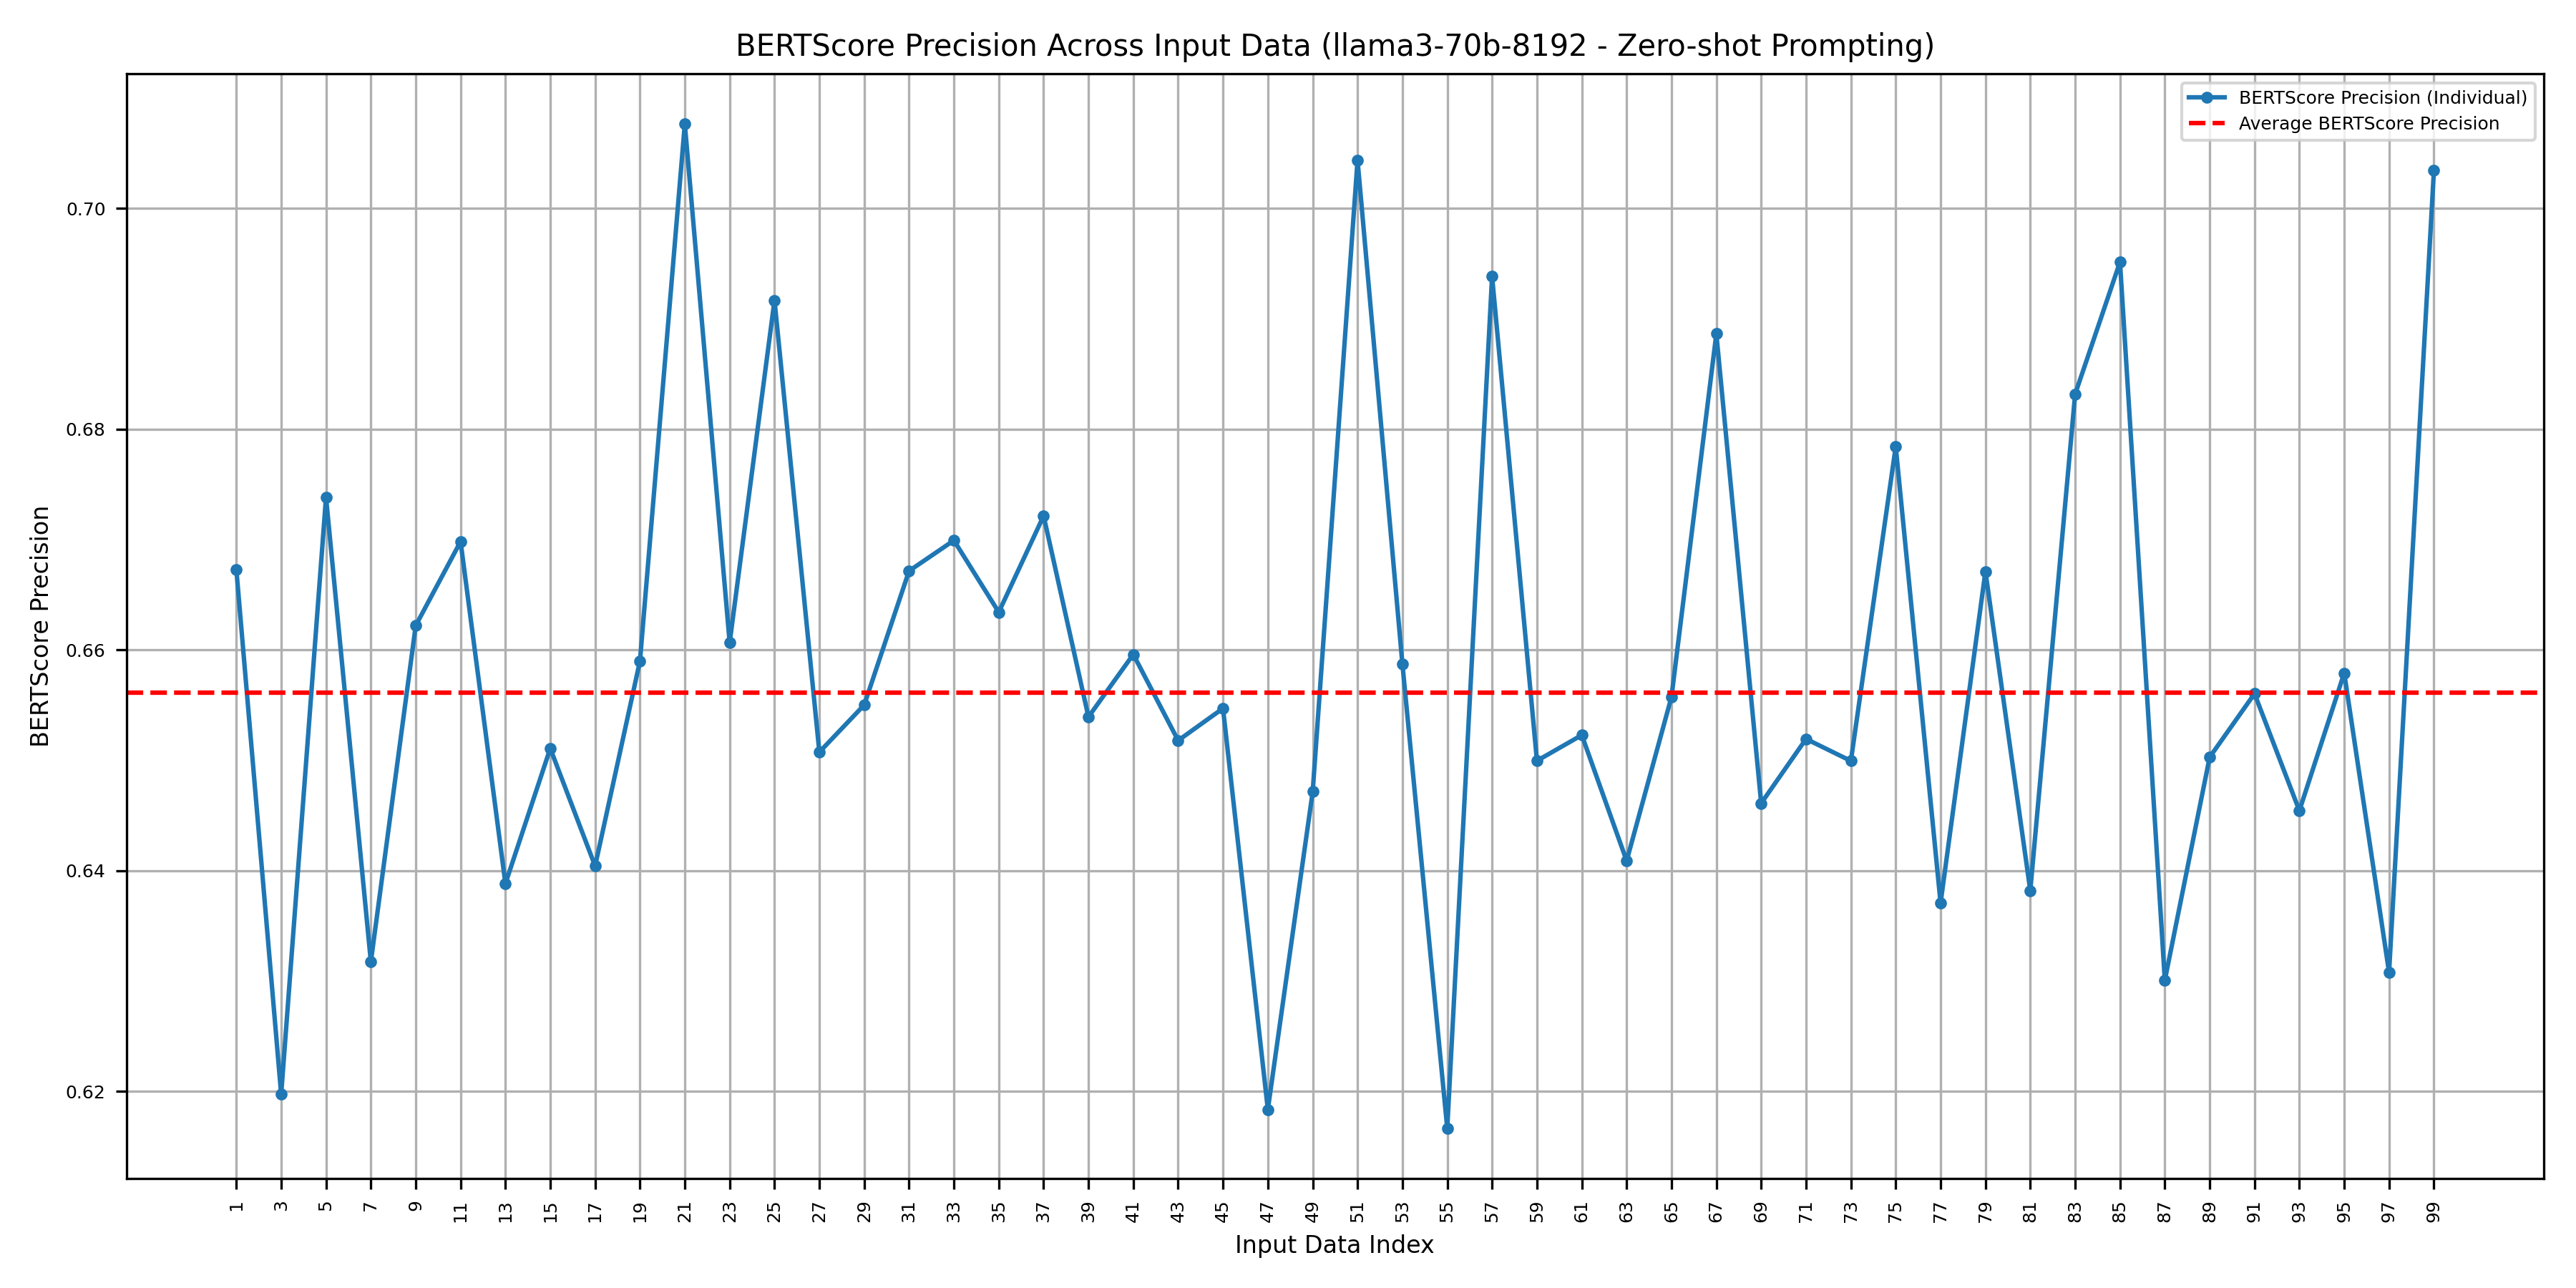 BERTScore Precision Across Input Data (llama3-70b-8192 - Zero-shot Prompting)
BERTScore Precision (Individual)
Average BERTScore Precision
BERTScore Precision
0.70
0.68
0.66
0.64
0.62
1 3 5 7 9 11 13 15 17 19 21 23 25 27 29 31 33 35 37 39 41 43 45 47 49 51 53 55 57 59 61 63 65 67 69 71 73 75 77 79 81 83 85 87 89 91 93 95 97 99
Input Data Index